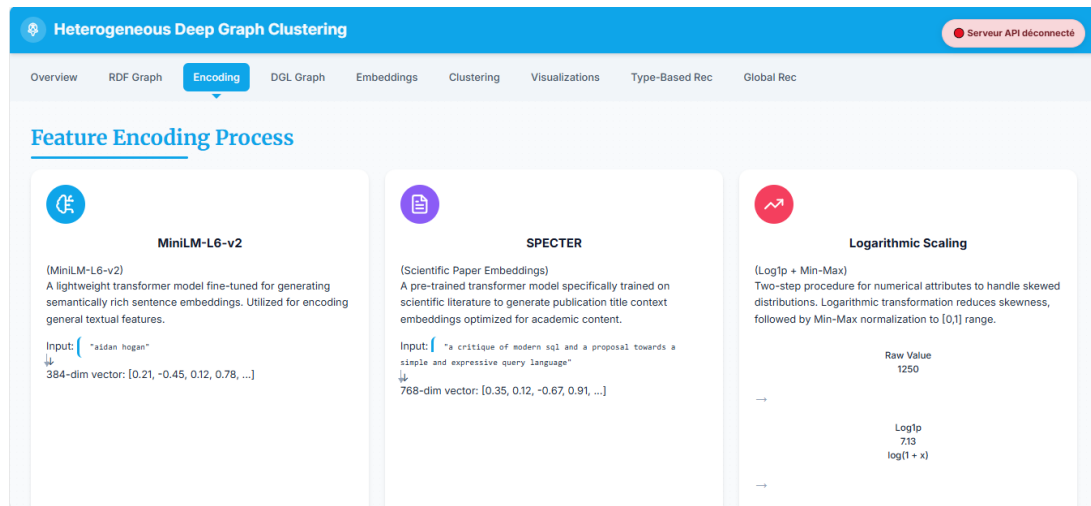 Heterogeneous Deep Graph Clustering
Serveur API déconnecté
Overview RDF Graph Encoding DGL Graph Embeddings Clustering Visualizations Type-Based Rec Global Rec
Feature Encoding Process
MiniLM-L6-v2
(MiniLM-L6-v2)
A lightweight transformer model fine-tuned for generating
semantically rich sentence embeddings. Utilized for encoding
general textual features.
Input: "aidan hogan"
↓
384-dim vector: [0.21, -0.45, 0.12, 0.78, ...]
SPECTER
(Scientific Paper Embeddings)
A pre-trained transformer model specifically trained on
scientific literature to generate publication title context
embeddings optimized for academic content.
Input: "a critique of modern sql and a proposal towards a
simple and expressive query language"
↓
768-dim vector: [0.35, 0.12, -0.67, 0.91, ...]
Logarithmic Scaling
(Log1p + Min-Max)
Two-step procedure for numerical attributes to handle skewed
distributions. Logarithmic transformation reduces skewness,
followed by Min-Max normalization to [0,1] range.
Raw Value
1250
→
Log1p
7.13
log(1 + x)
→